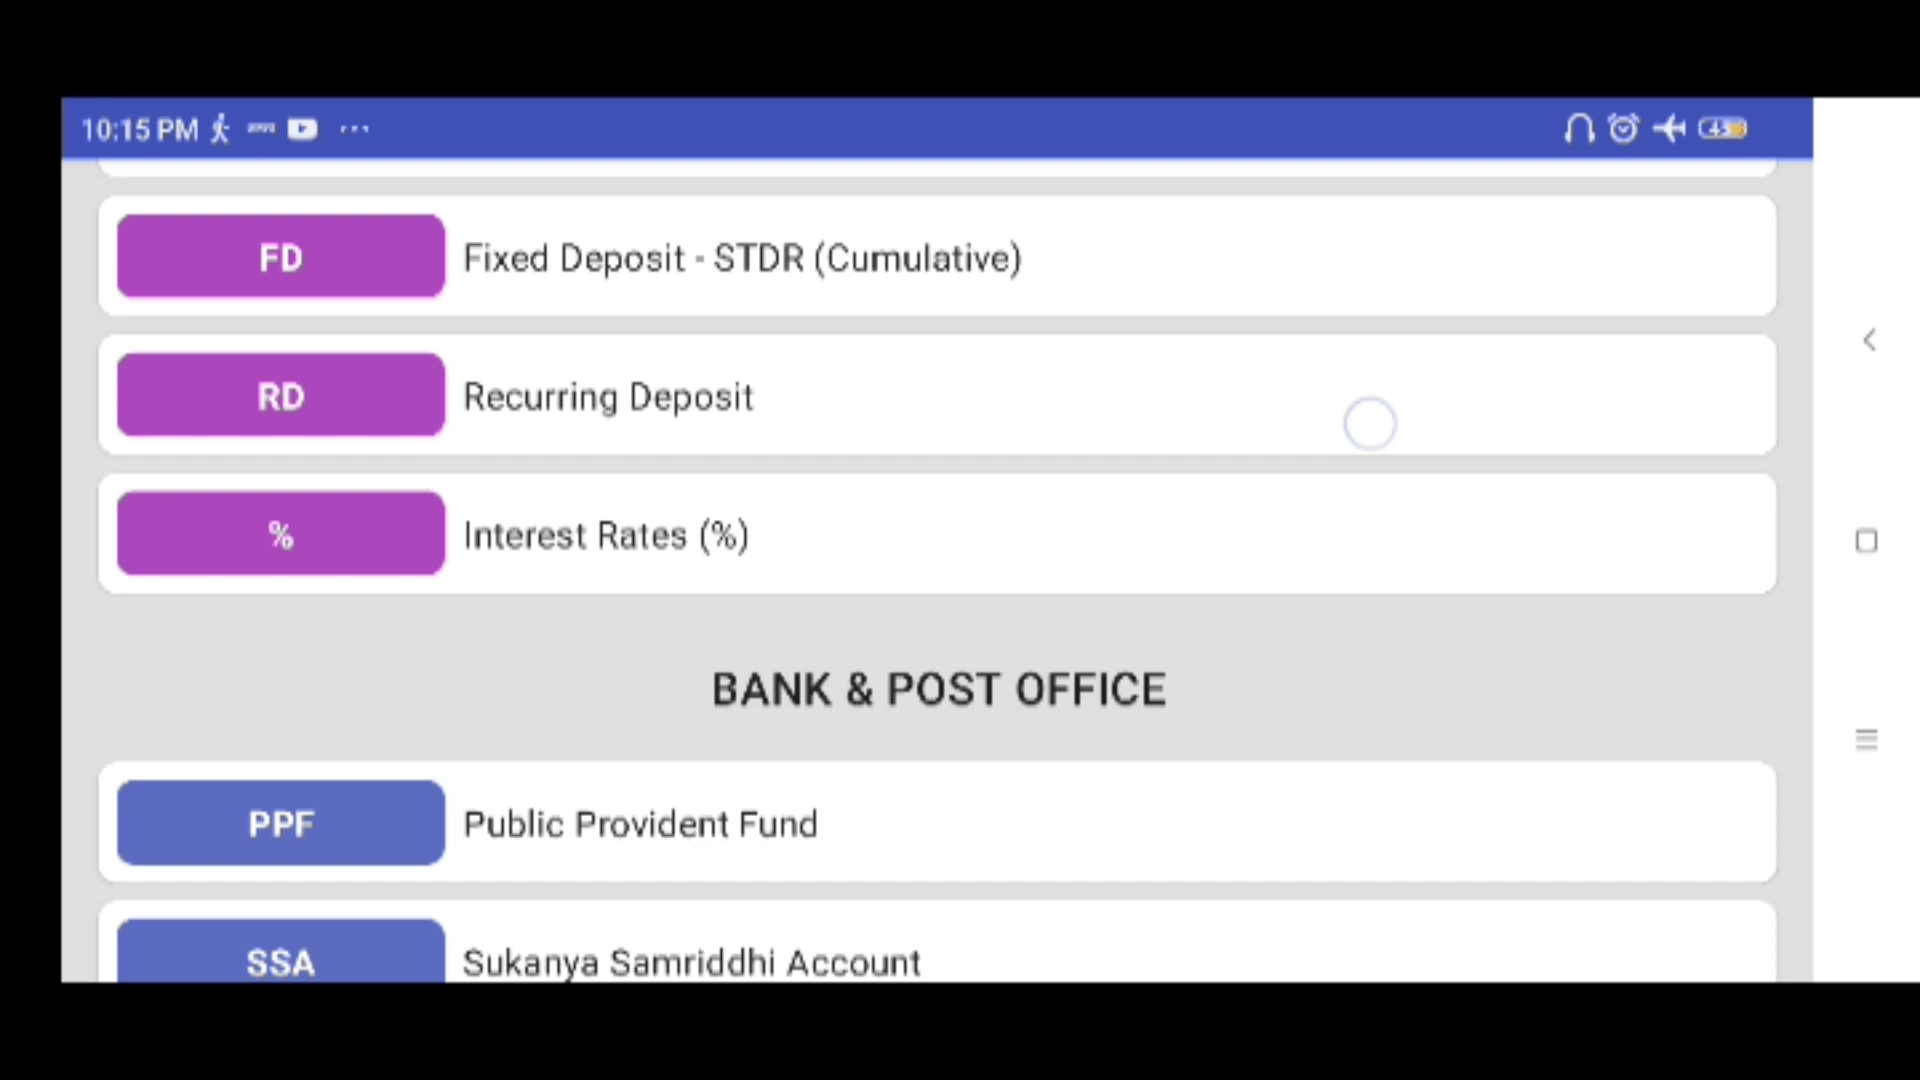 10:15 PM
FD Fixed Deposit - STDR (Cumulative)
RD Recurring Deposit
% Interest Rates (%)
BANK & POST OFFICE
PPF Public Provident Fund
SSA Sukanya Samriddhi Account